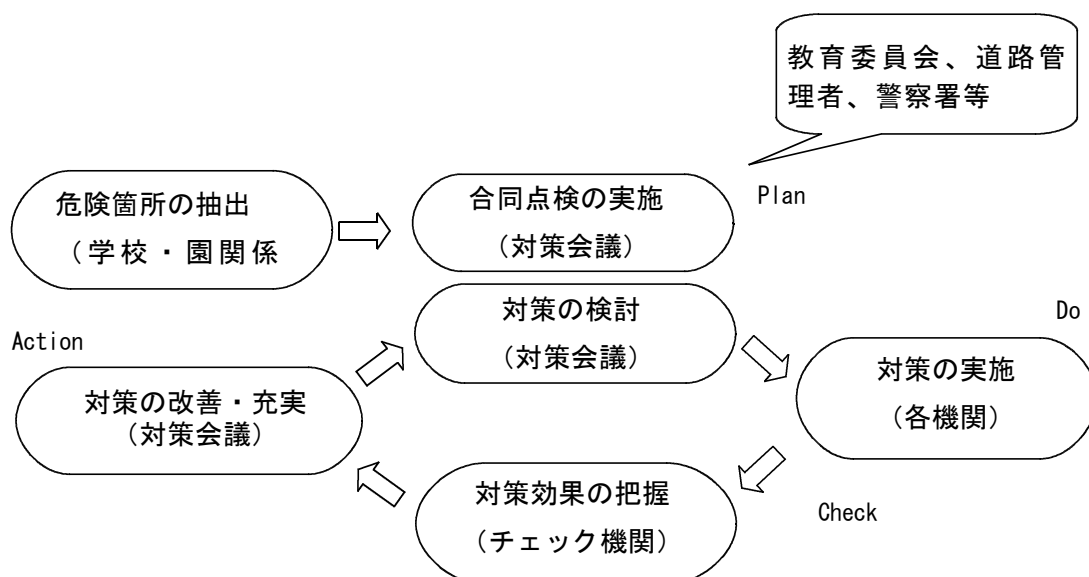 教育委員会、道路管
理者、警察署等
危険箇所の抽出
（学校・園関係
合同点検の実施
（対策会議）
Plan
対策の検討
（対策会議）
Do
Action
対策の改善・充実
（対策会議）
対策の実施
（各機関）
対策効果の把握
（チェック機関）
Check